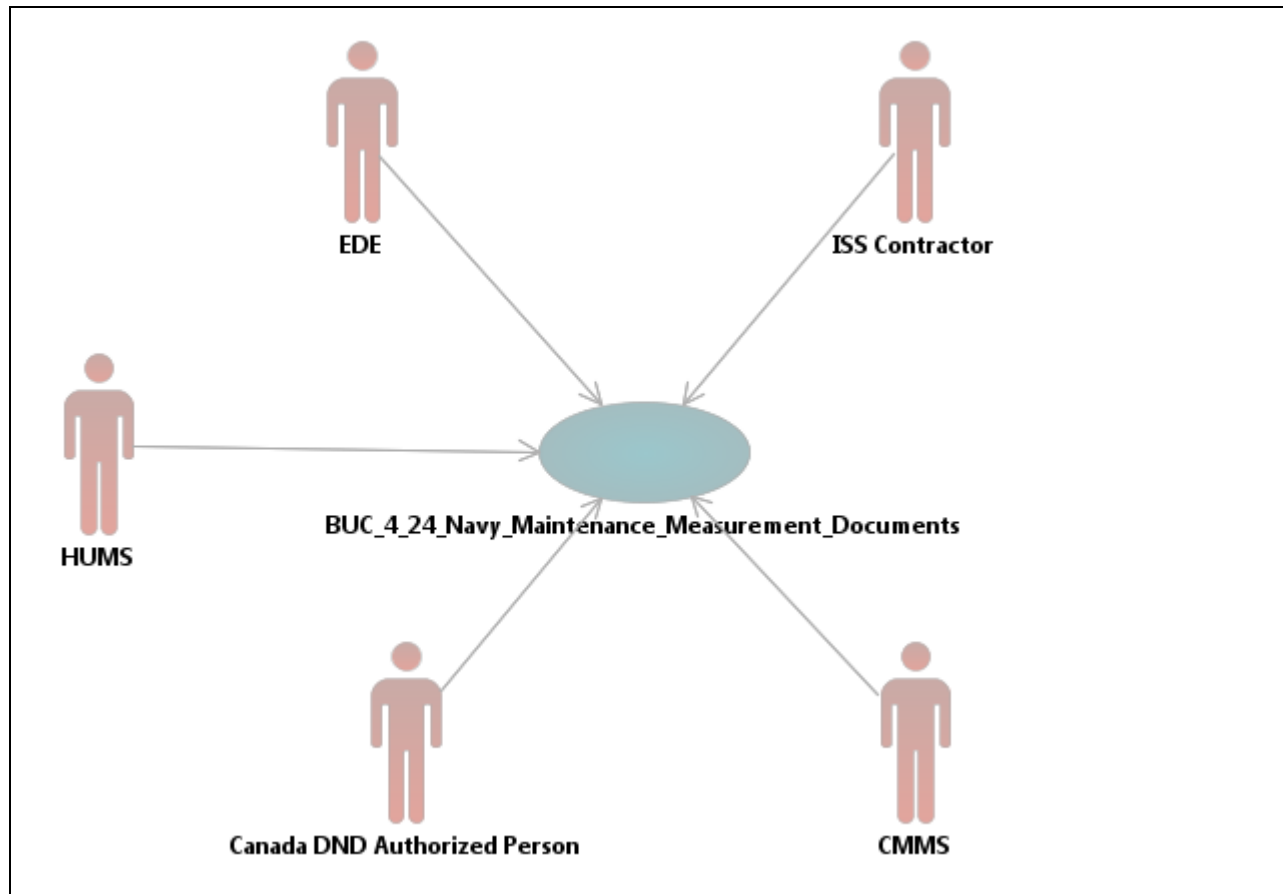 EDE
ISS Contractor
HUMS
BUC_4_24_Navy_Maintenance_Measurement_Documents
Canada DND Authorized Person
CMMS